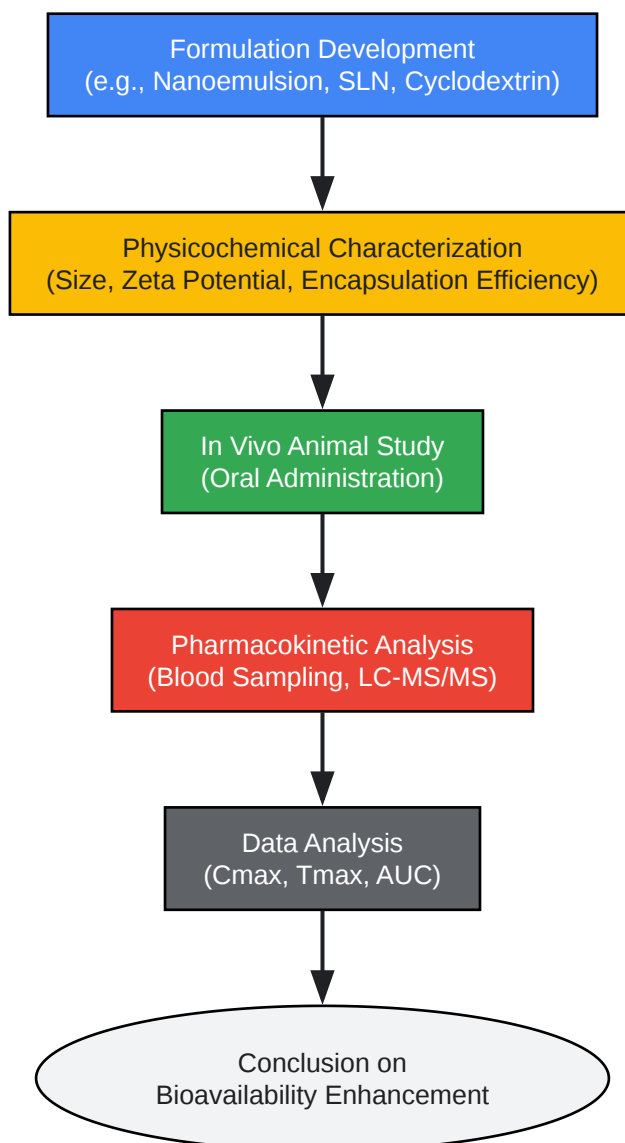 Formulation Development
(e.g., Nanoemulsion, SLN, Cyclodextrin)
Physicochemical Characterization
(Size, Zeta Potential, Encapsulation Efficiency)
In Vivo Animal Study
(Oral Administration)
Pharmacokinetic Analysis
(Blood Sampling, LC-MS/MS)
Data Analysis
(Cmax, Tmax, AUC)
Conclusion on
Bioavailability Enhancement